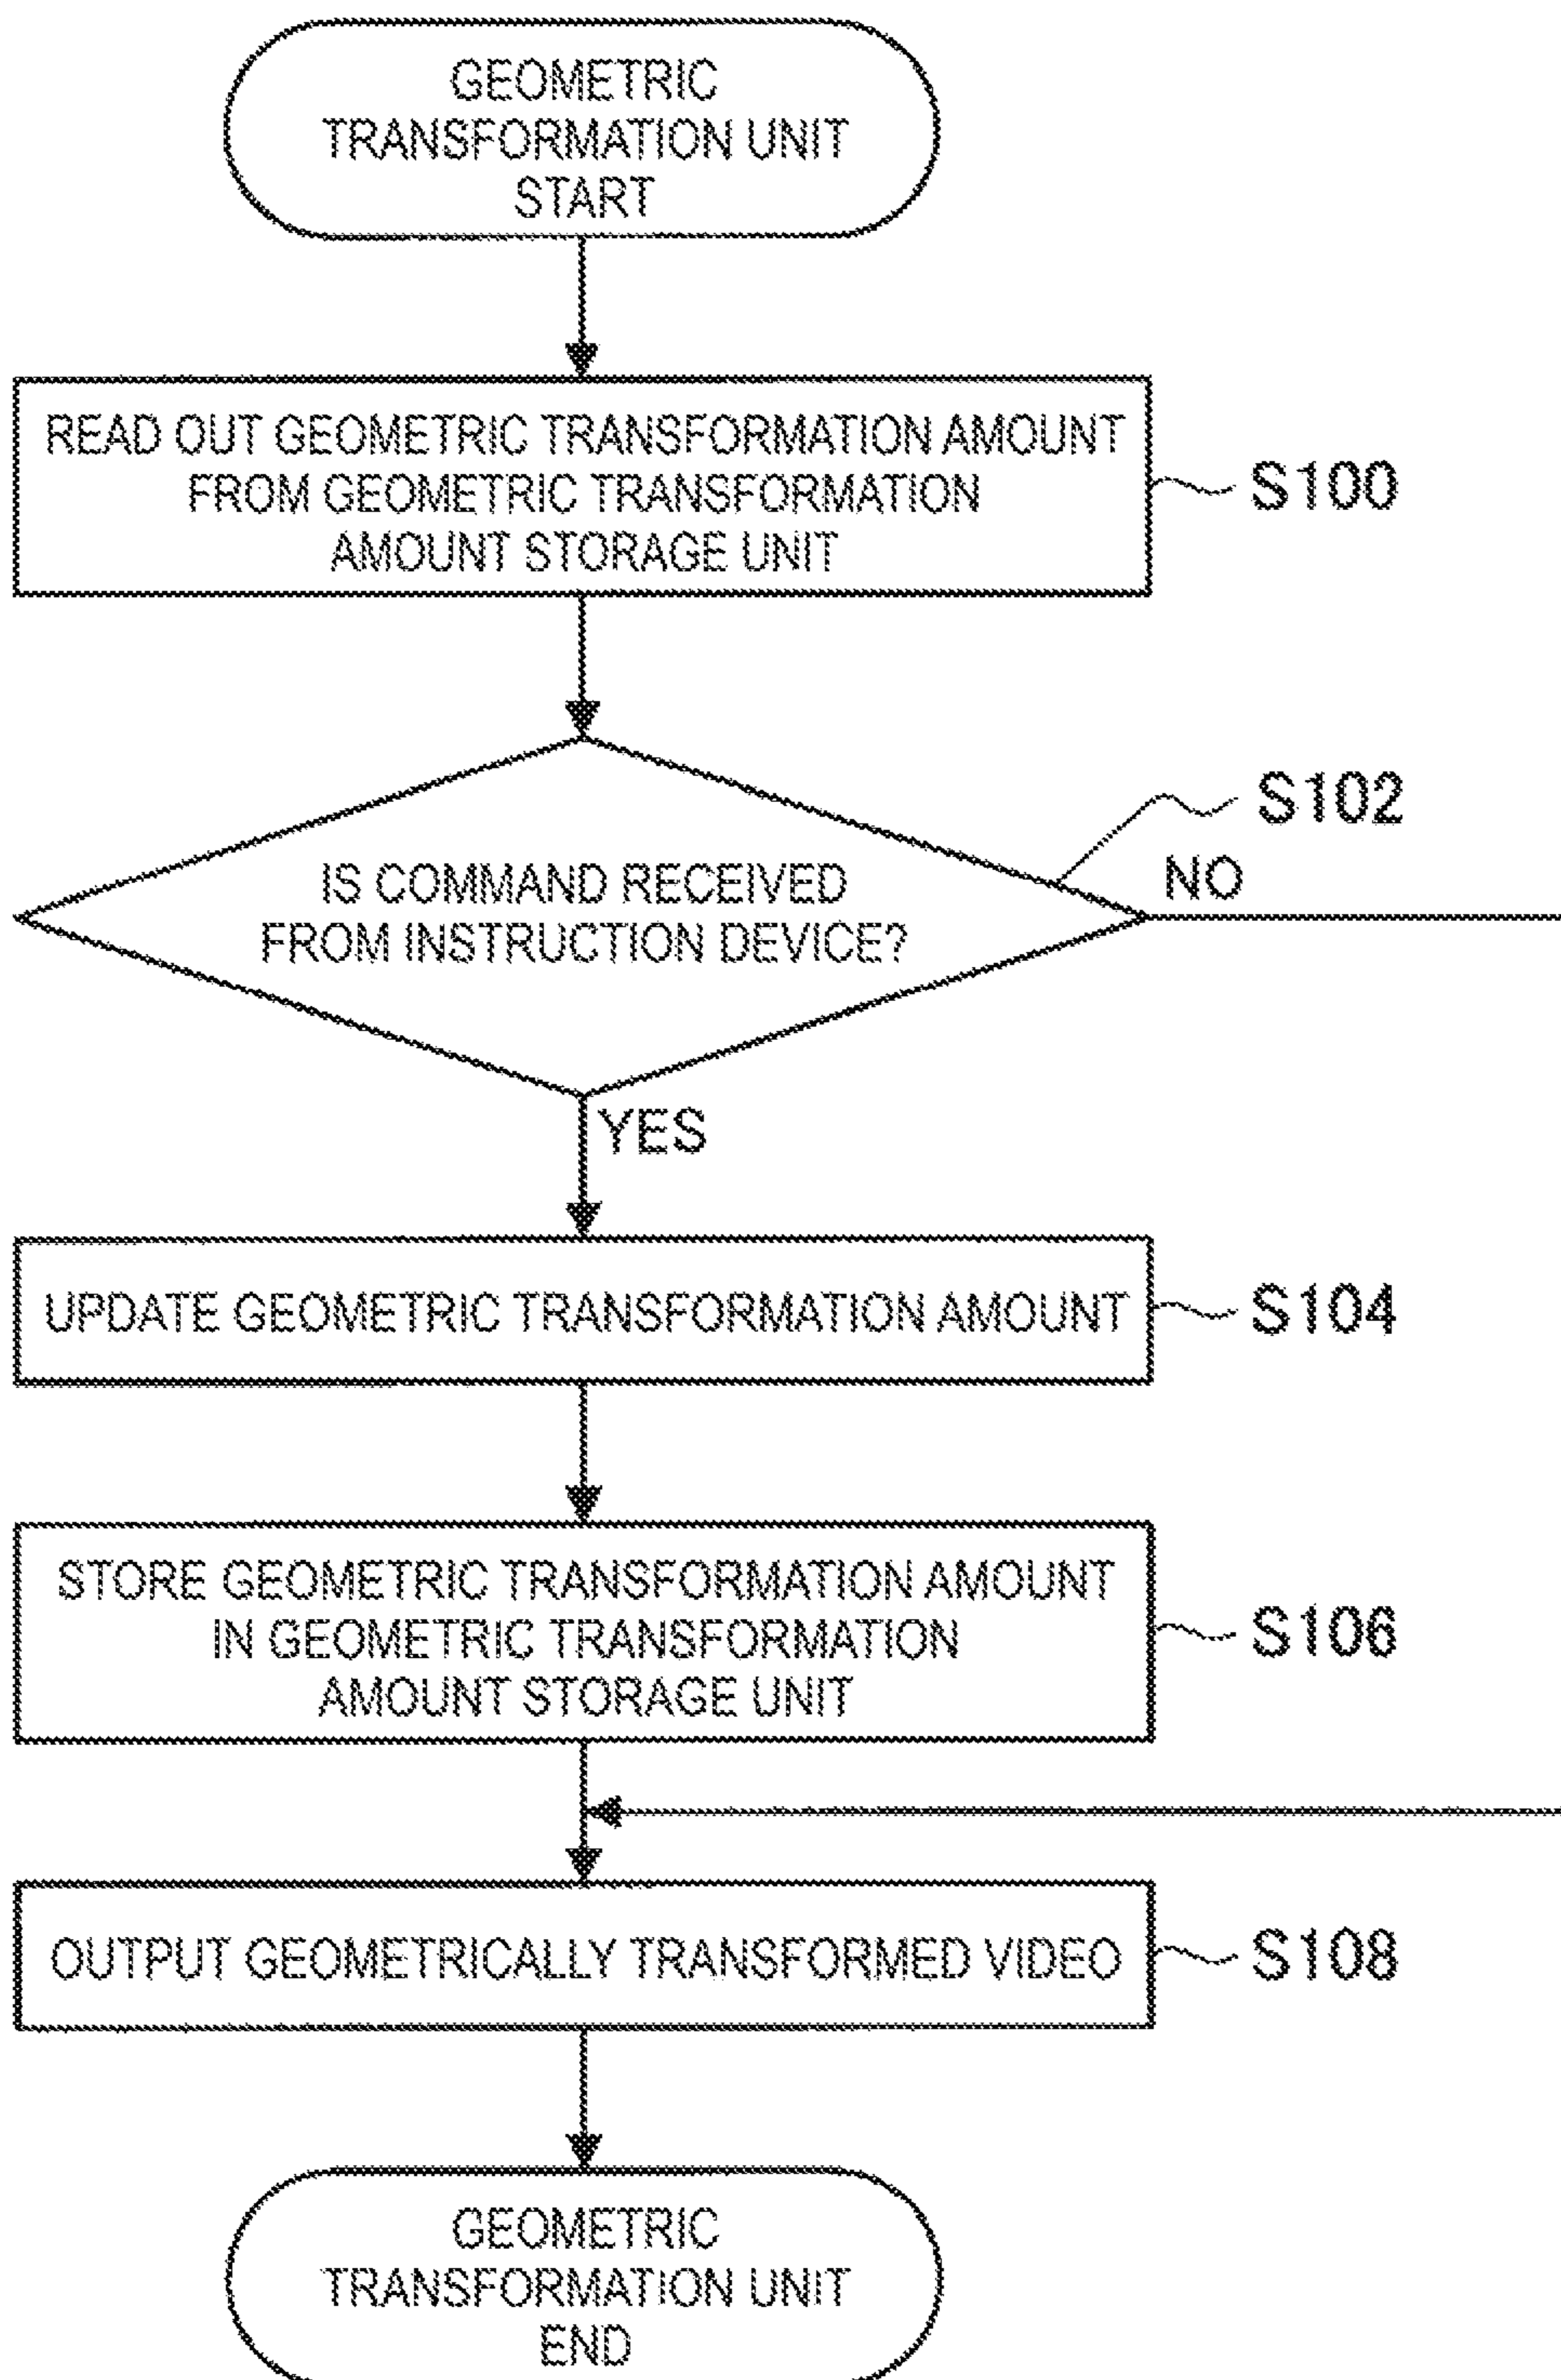 GEOMETRIC
TRANSFORMATION UNIT
START
READ OUT GEOMETRIC TRANSFORMATION AMOUNT
FROM GEOMETRIC TRANSFORMATION
AMOUNT STORAGE UNIT
S100
S102
IS COMMAND RECEIVED
FROM INSTRUCTION DEVICE?
NO
YES
UPDATE GEOMETRIC TRANSFORMATION AMOUNT
S104
STORE GEOMETRIC TRANSFORMATION AMOUNT
IN GEOMETRIC TRANSFORMATION
AMOUNT STORAGE UNIT
S106
OUTPUT GEOMETRICALLY TRANSFORMED VIDEO
S108
GEOMETRIC
TRANSFORMATION UNIT
END